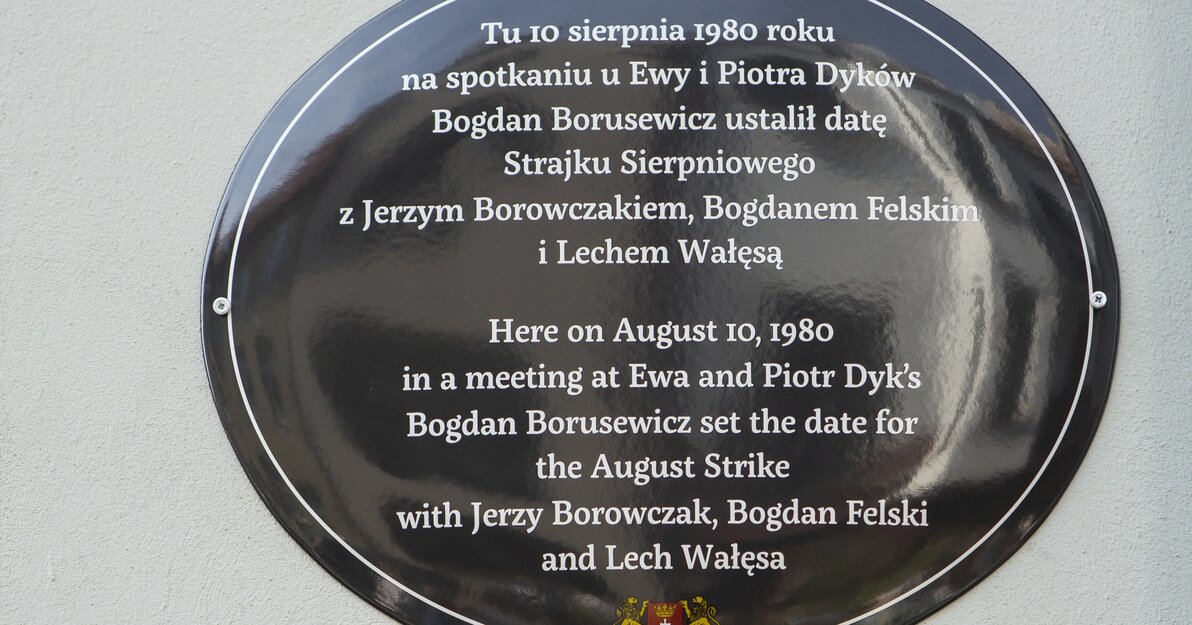 Tu 10 sierpnia 1980 roku
na spotkaniu u Ewy i Piotra Dyków
Bogdan Borusewicz ustalił datę
Strajku Sierpniowego
z Jerzym Borowczakiem, Bogdanem Felskim
i Lechem Wałęsą
Here on August 10, 1980
in a meeting at Ewa and Piotr Dyk's
Bogdan Borusewicz set the date for
the August Strike
with Jerzy Borowczak, Bogdan Felski
and Lech Wałęsa